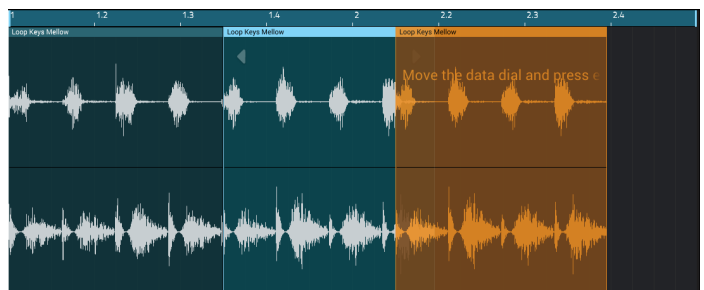 1 1.2 1.3 1.4 2 2.2 2.3 2.4
Loop Keys Mellow Loop Keys Mellow Loop Keys Mellow
Move the data dial and press e